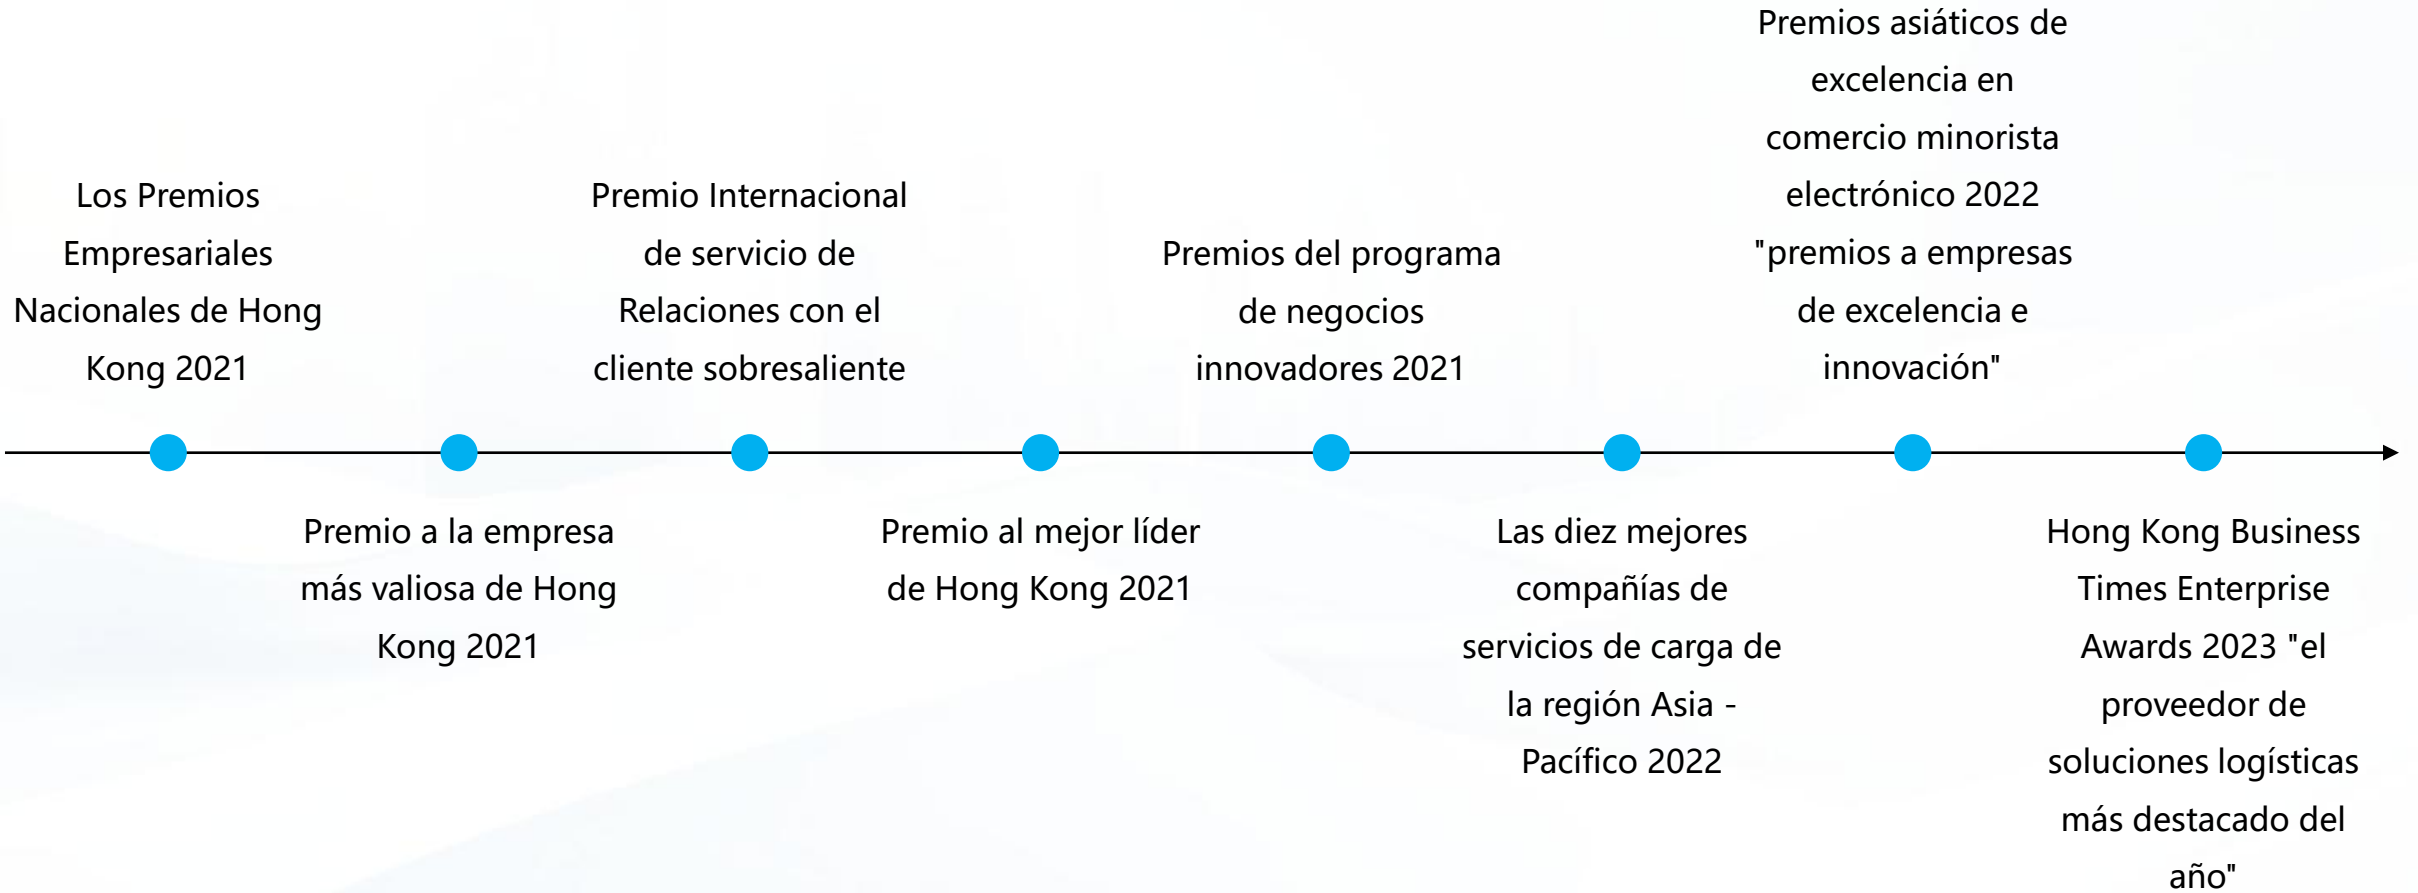 Los Premios
Empresariales
Nacionales de Hong
Kong 2021
Premio a la empresa
más valiosa de Hong
Kong 2021
Premio Internacional
de servicio de
Relaciones con el
cliente sobresaliente
Premio al mejor líder
de Hong Kong 2021
Premios del programa
de negocios
innovadores 2021
Las diez mejores
compañías de
servicios de carga de
la región Asia -
Pacífico 2022
Premios asiáticos de
excelencia en
comercio minorista
electrónico 2022
"premios a empresas
de excelencia e
innovación"
Hong Kong Business
Times Enterprise
Awards 2023 "el
proveedor de
soluciones logísticas
más destacado del
año"